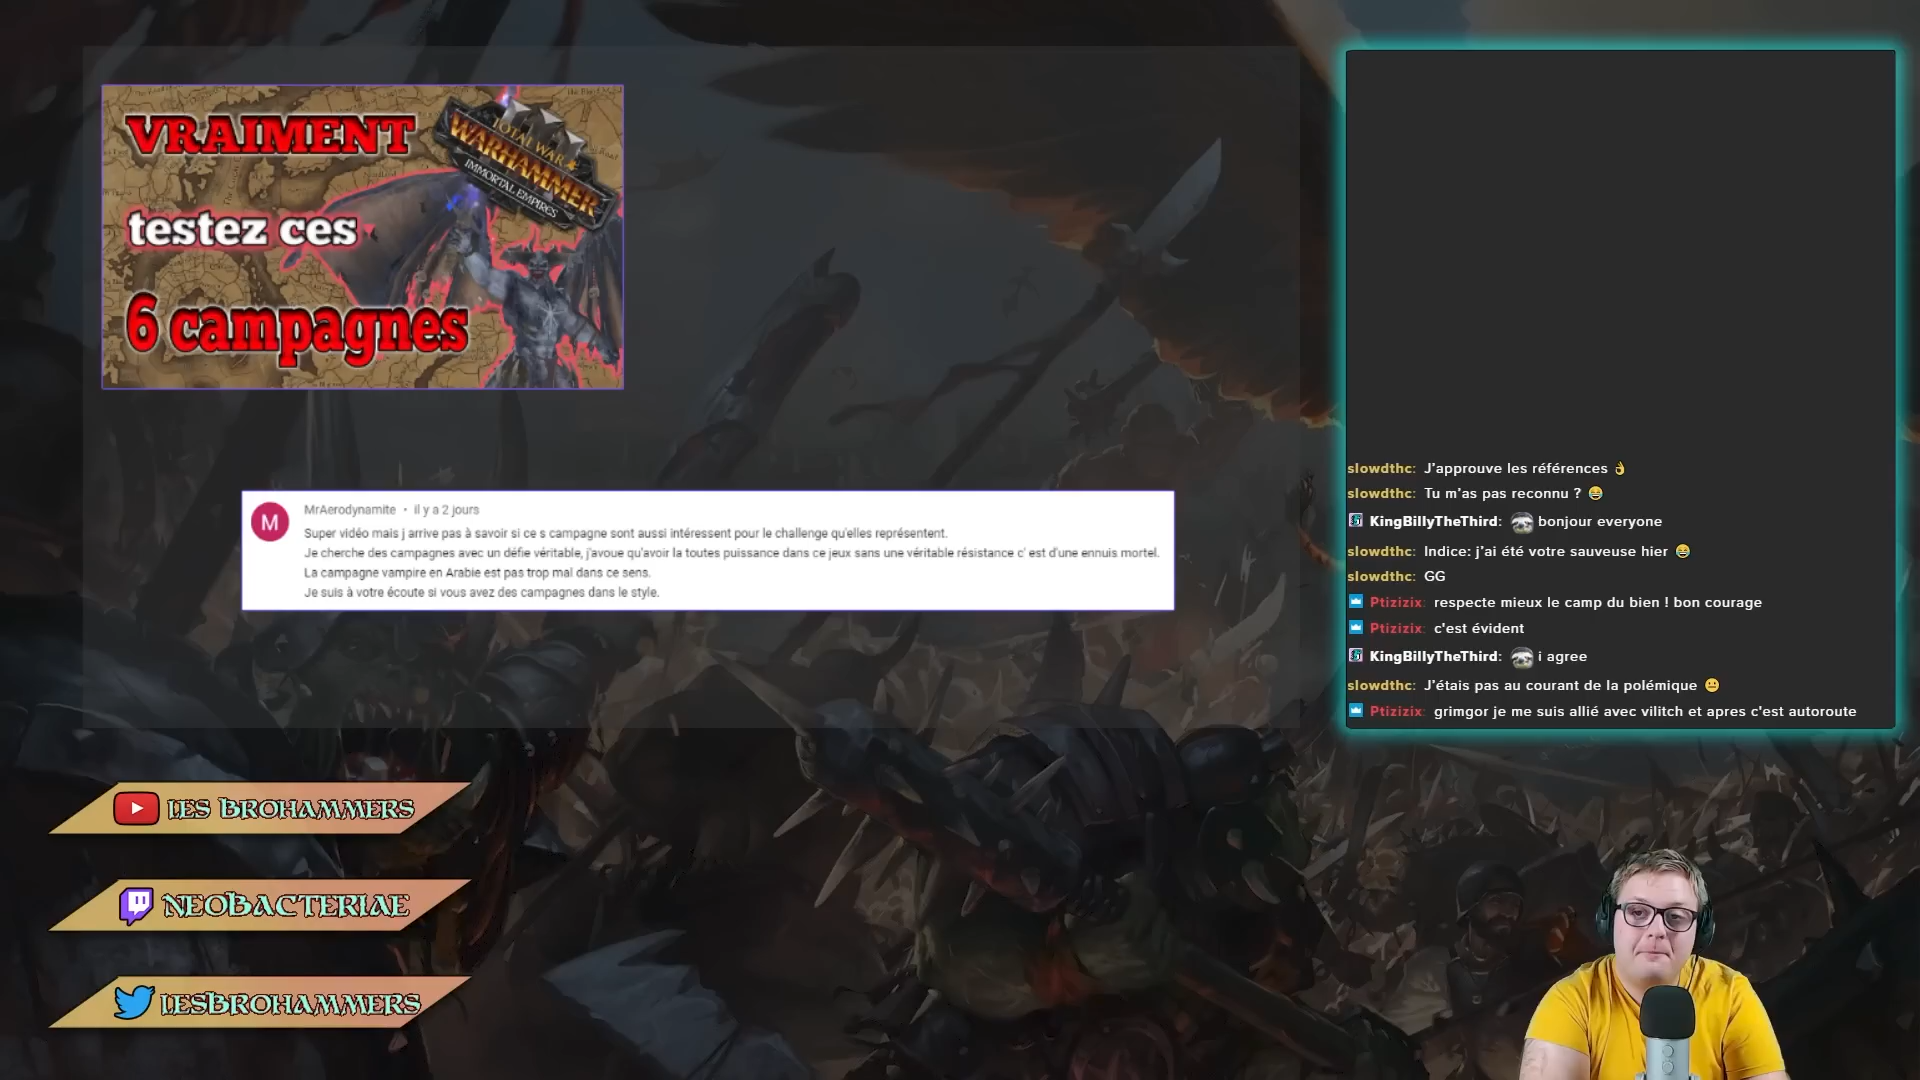 VRAIMENT
testez ces
6 campagnes
TOTAL WAR
WARHAMMER
IMMORTAL EMPIRES
M
MrAerodynamite • il y a 2 jours
Super vidéo mais j arrive pas à savoir si ce s campagne sont aussi intéressent pour le challenge qu'elles représentent.
Je cherche des campagnes avec un défie véritable, j'avoue qu'avoir la toutes puissance dans ce jeux sans une véritable résistance c' est d'une ennuis mortel.
La campagne vampire en Arabie est pas trop mal dans ce sens.
Je suis à votre écoute si vous avez des campagnes dans le style.
slowdthc: J'approuve les références 👌
slowdthc: Tu m'as pas reconnu ? 😂
KingBillyTheThird: bonjour everyone
slowdthc: Indice: j'ai été votre sauveuse hier 😂
slowdthc: GG
Ptizizix: respecte mieux le camp du bien ! bon courage
Ptizizix: c'est évident
KingBillyTheThird: i agree
slowdthc: J'étais pas au courant de la polémique 😐
Ptizizix: grimgor je me suis allié avec vilitch et apres c'est autoroute
LES BROHAMMERS
NEOBACTERIAE
LESBROHAMMERS